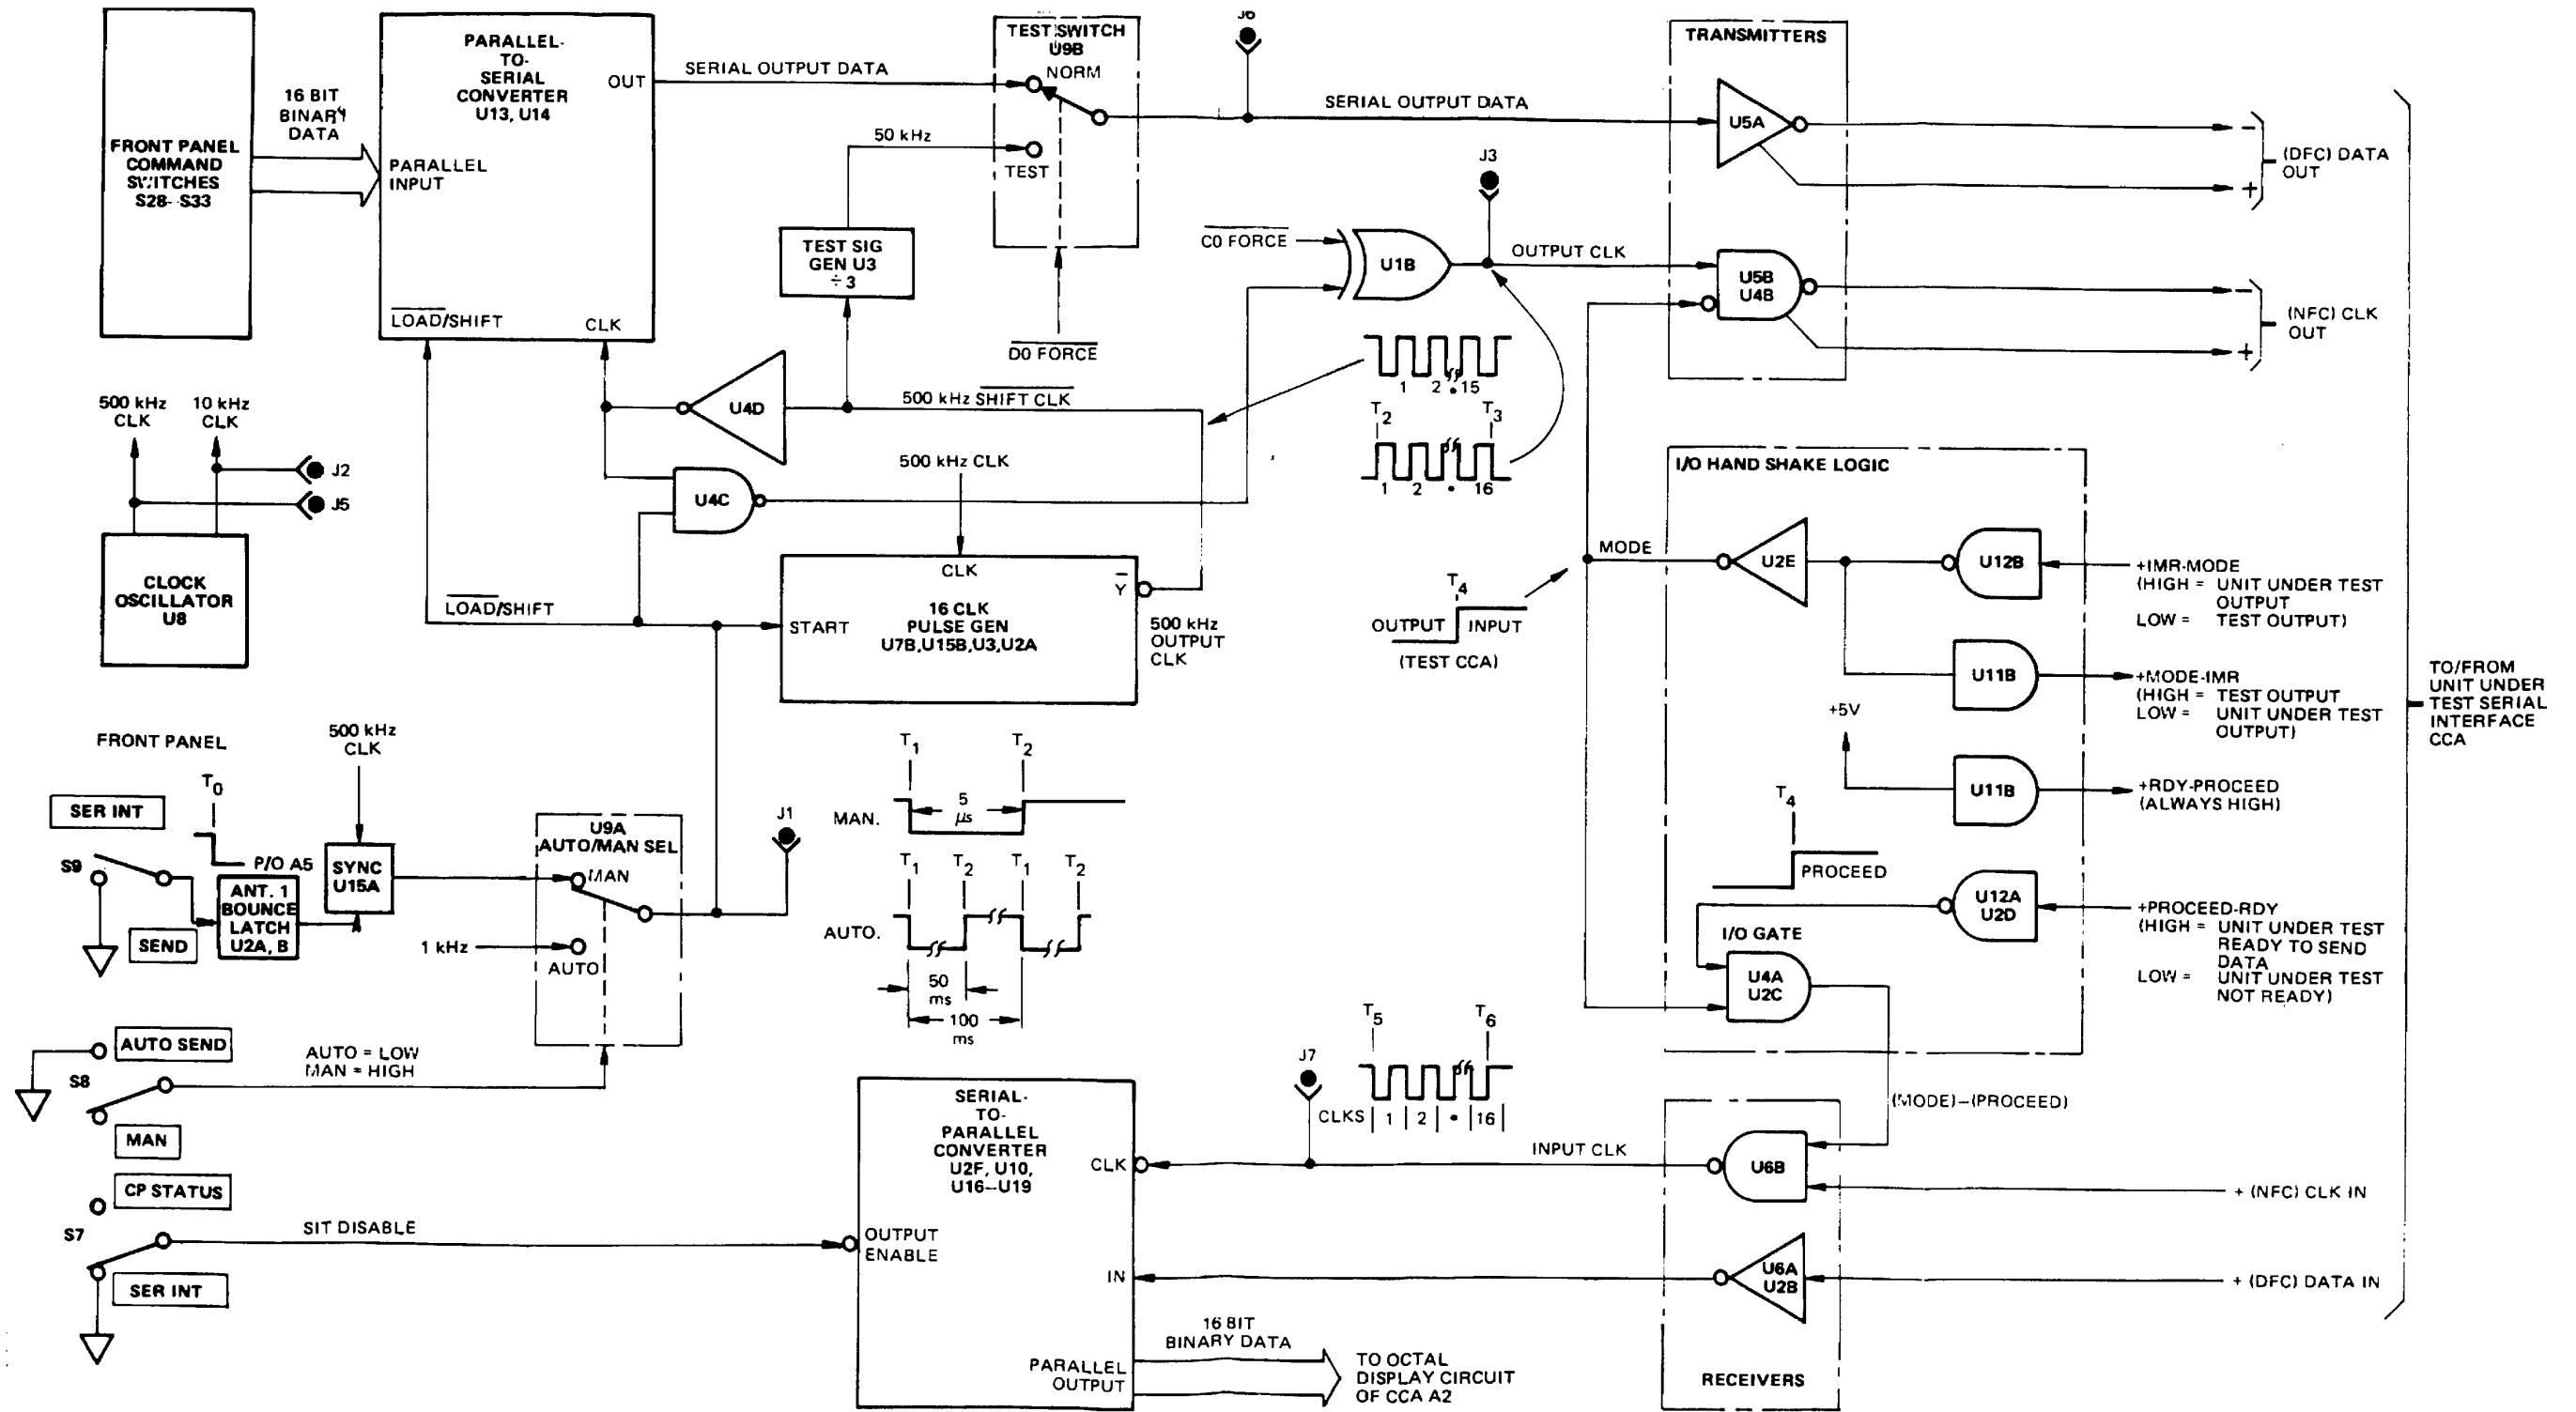 FRONT PANEL
COMMAND
SWITCHES
S28- S33
16 BIT
BINARY
DATA
PARALLEL-
TO-
SERIAL
CONVERTER
U13, U14
OUT
PARALLEL
INPUT
LOAD/SHIFT
CLK
SERIAL OUTPUT DATA
50 kHz
TEST SIG
GEN U3
÷ 3
TEST SWITCH
U9B
NORM
TEST
D0 FORCE
J6
SERIAL OUTPUT DATA
C0 FORCE
U1B
J3
OUTPUT CLK
TRANSMITTERS
U5A
U5B
U4B
-
(DFC) DATA
OUT
+
-
(NFC) CLK
OUT
+
500 kHz
CLK
10 kHz
CLK
J2
J5
CLOCK
OSCILLATOR
U8
U4D
500 kHz SHIFT CLK
U4C
500 kHz CLK
1 2 • 15
T2 T3
1 2 • 16
LOAD/SHIFT
CLK
START
16 CLK
PULSE GEN
U7B,U15B,U3,U2A
Y
500 kHz
OUTPUT
CLK
I/O HAND SHAKE LOGIC
MODE
U2E
U12B
+IMR-MODE
(HIGH = UNIT UNDER TEST
OUTPUT
LOW = TEST OUTPUT)
T4
OUTPUT INPUT
(TEST CCA)
U11B
+MODE-IMR
(HIGH = TEST OUTPUT
LOW = UNIT UNDER TEST
OUTPUT)
+5V
U11B
+RDY-PROCEED
(ALWAYS HIGH)
TO/FROM
UNIT UNDER
TEST SERIAL
INTERFACE
CCA
FRONT PANEL
T0
SER INT
S9
SEND
P/O A5
ANT. 1
BOUNCE
LATCH
U2A, B
500 kHz
CLK
SYNC
U15A
U9A
AUTO/MAN SEL
MAN
1 kHz
AUTO
J1
T1 T2
MAN.
5
µs
T1 T2 T1 T2
AUTO.
50
ms
100
ms
T4
PROCEED
U12A
U2D
+PROCEED-RDY
(HIGH = UNIT UNDER TEST
READY TO SEND
DATA
LOW = UNIT UNDER TEST
NOT READY)
I/O GATE
U4A
U2C
AUTO SEND
S8
AUTO = LOW
MAN = HIGH
MAN
CP STATUS
S7
SIT DISABLE
SER INT
SERIAL-
TO-
PARALLEL
CONVERTER
U2F, U10,
U16–U19
CLK
OUTPUT
ENABLE
IN
PARALLEL
OUTPUT
J7
T5 T6
CLKS 1 2 • 16
(MODE)–(PROCEED)
INPUT CLK
U6B
+ (NFC) CLK IN
U6A
U2B
+ (DFC) DATA IN
RECEIVERS
16 BIT
BINARY DATA
TO OCTAL
DISPLAY CIRCUIT
OF CCA A2